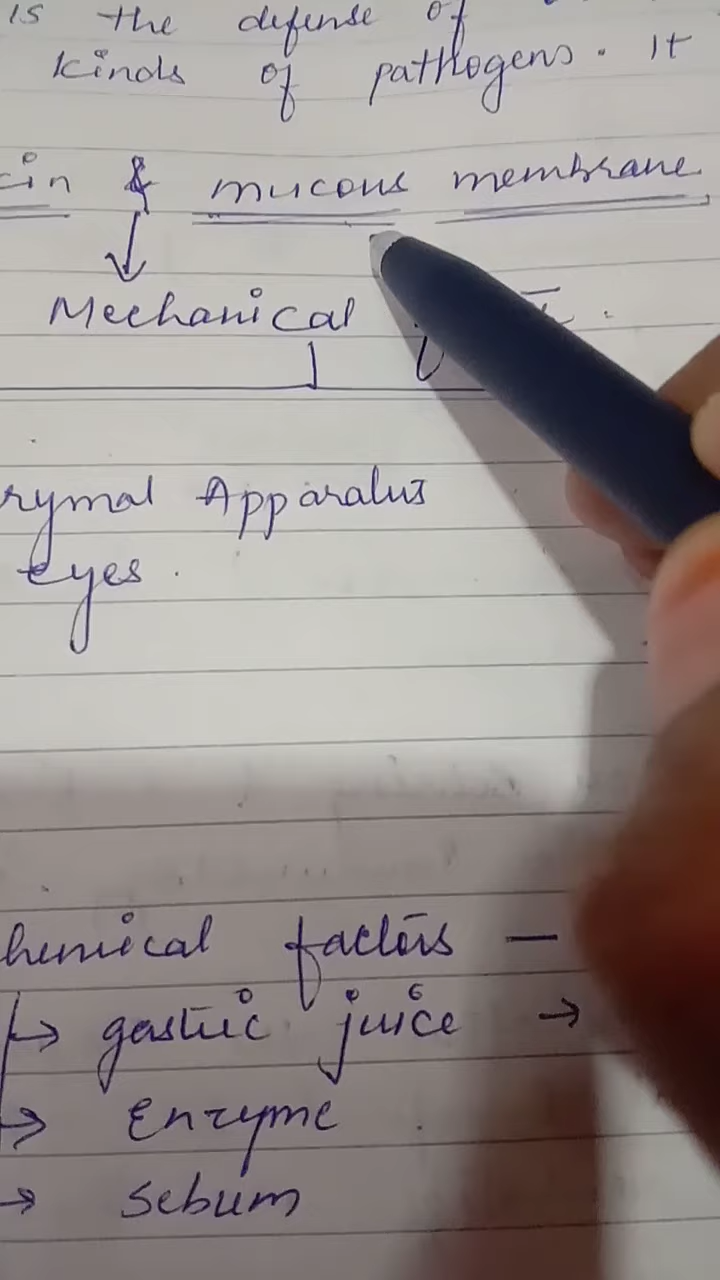 is the defense of
kinds of pathogens. It
cin & mucous membrane
↓
Mechanical
rymal Apparatus
eyes.
hemical factors —
→ gastric juice →
→ Enzyme
→ Sebum